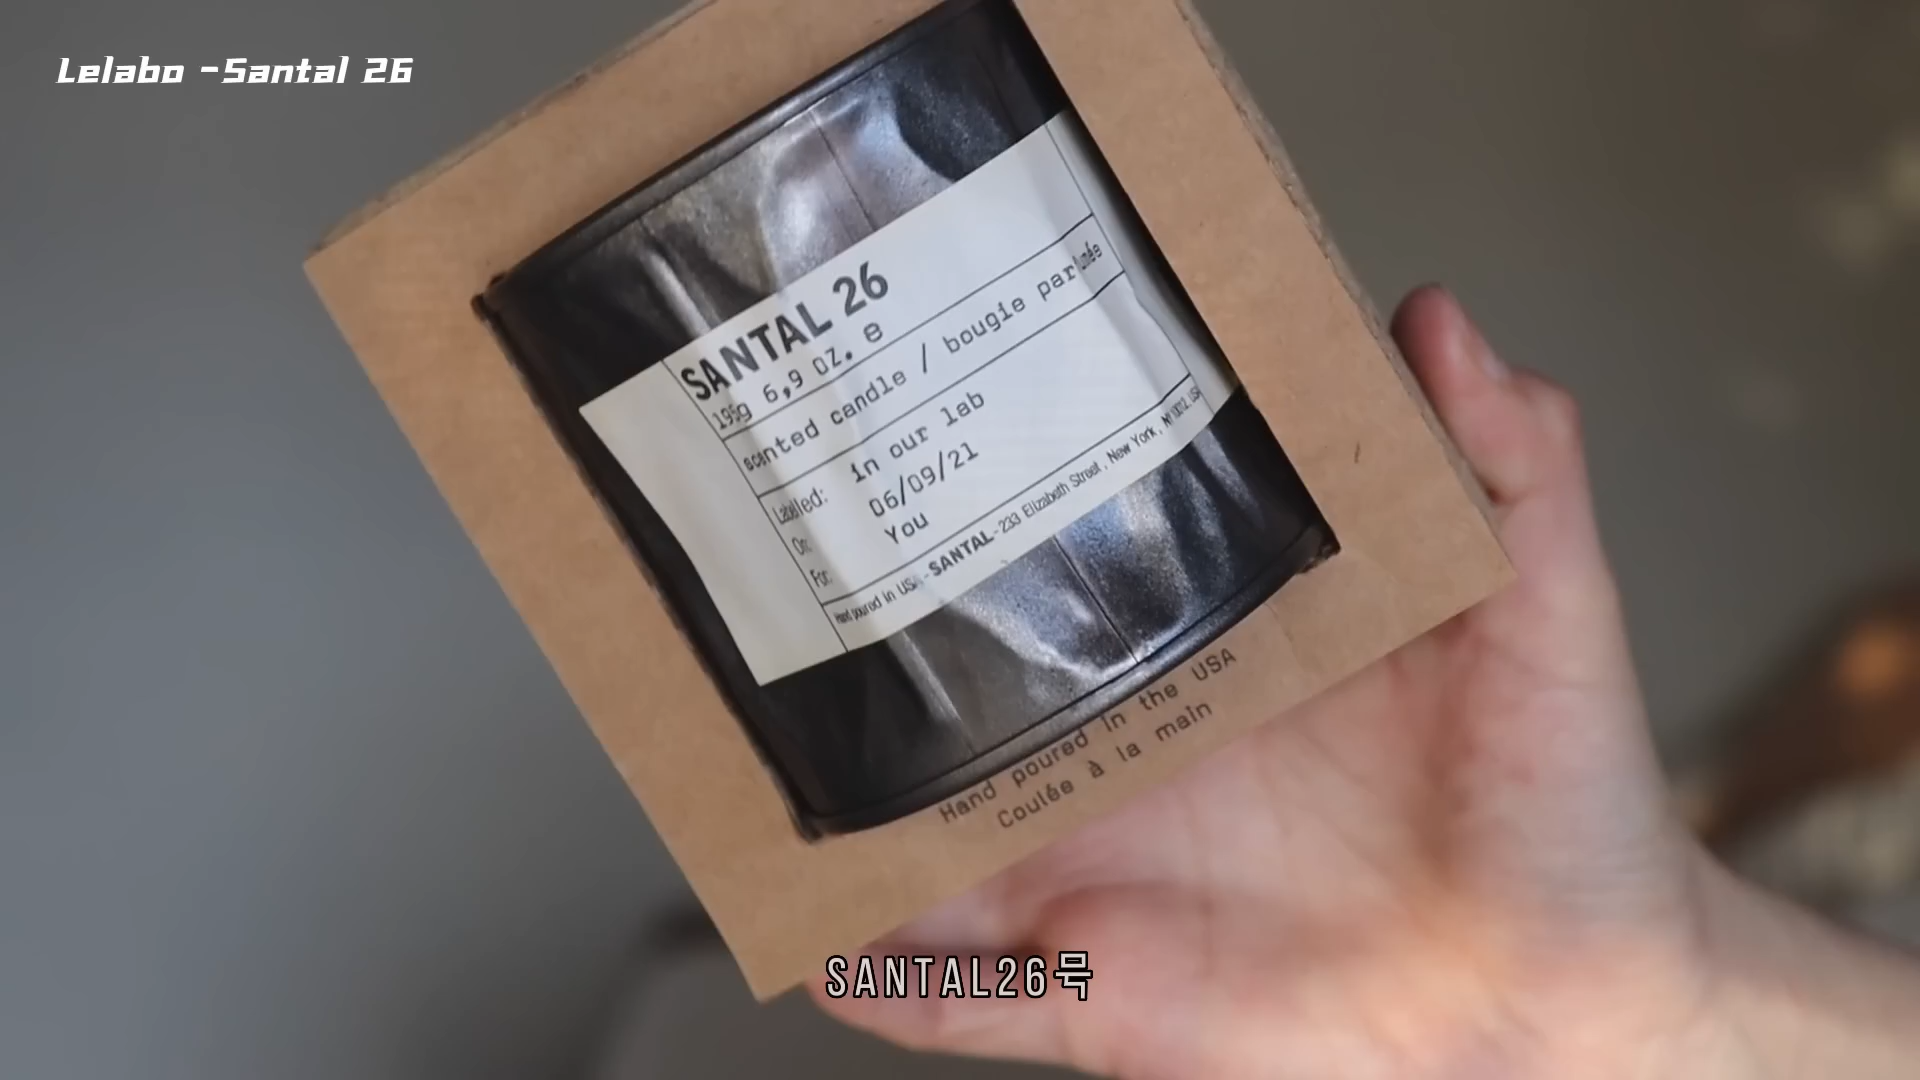 Lelabo -Santal 26
SANTAL 26
195g 6,9 OZ. e
scented candle / bougie parfumée
Labelled: in our lab
On: 06/09/21
For: You
Hand poured in USA - SANTAL - 233 Elizabeth Street, New York, NY 10012, USA
Hand poured in the USA
Coulée à la main
SANTAL26号